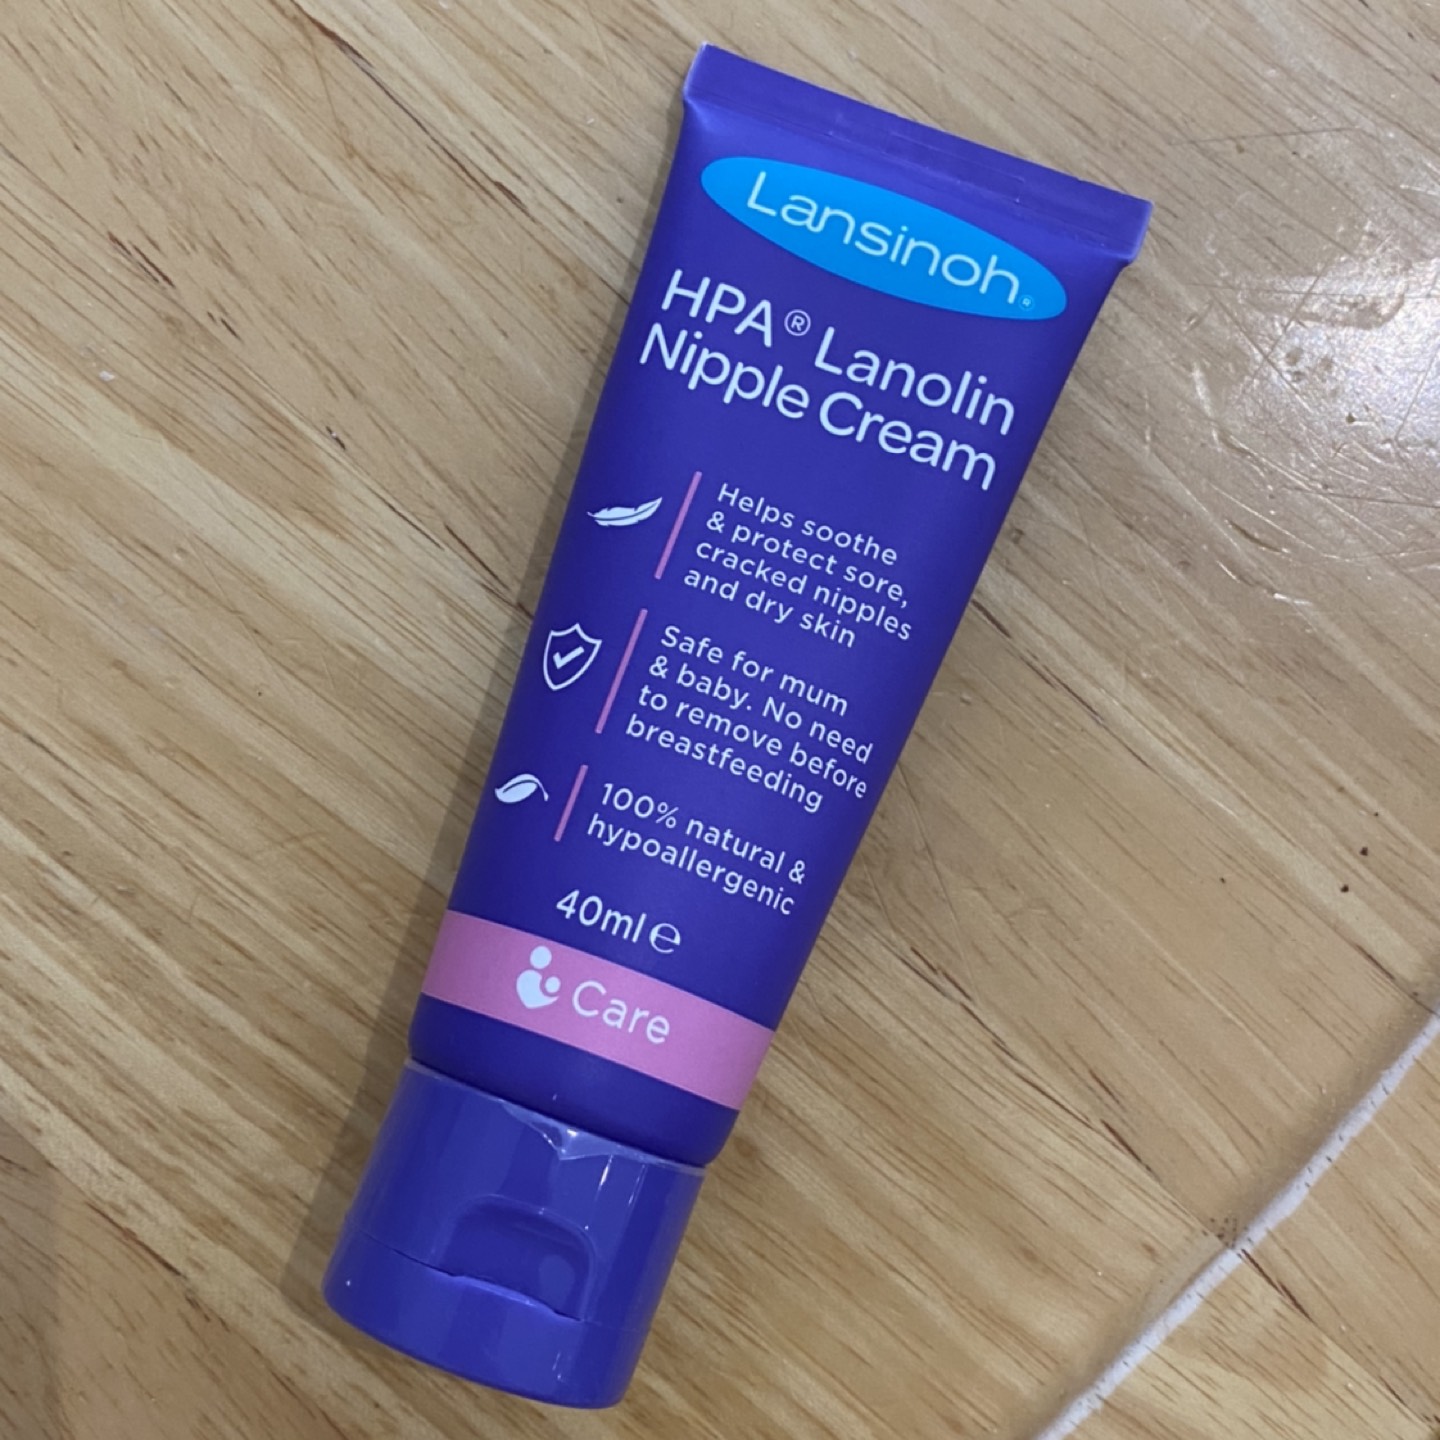 Lansinoh®
HPA® Lanolin
Nipple Cream
Helps soothe
& protect sore,
cracked nipples
and dry skin
Safe for mum
& baby. No need
to remove before
breastfeeding
100% natural &
hypoallergenic
40ml e
Care